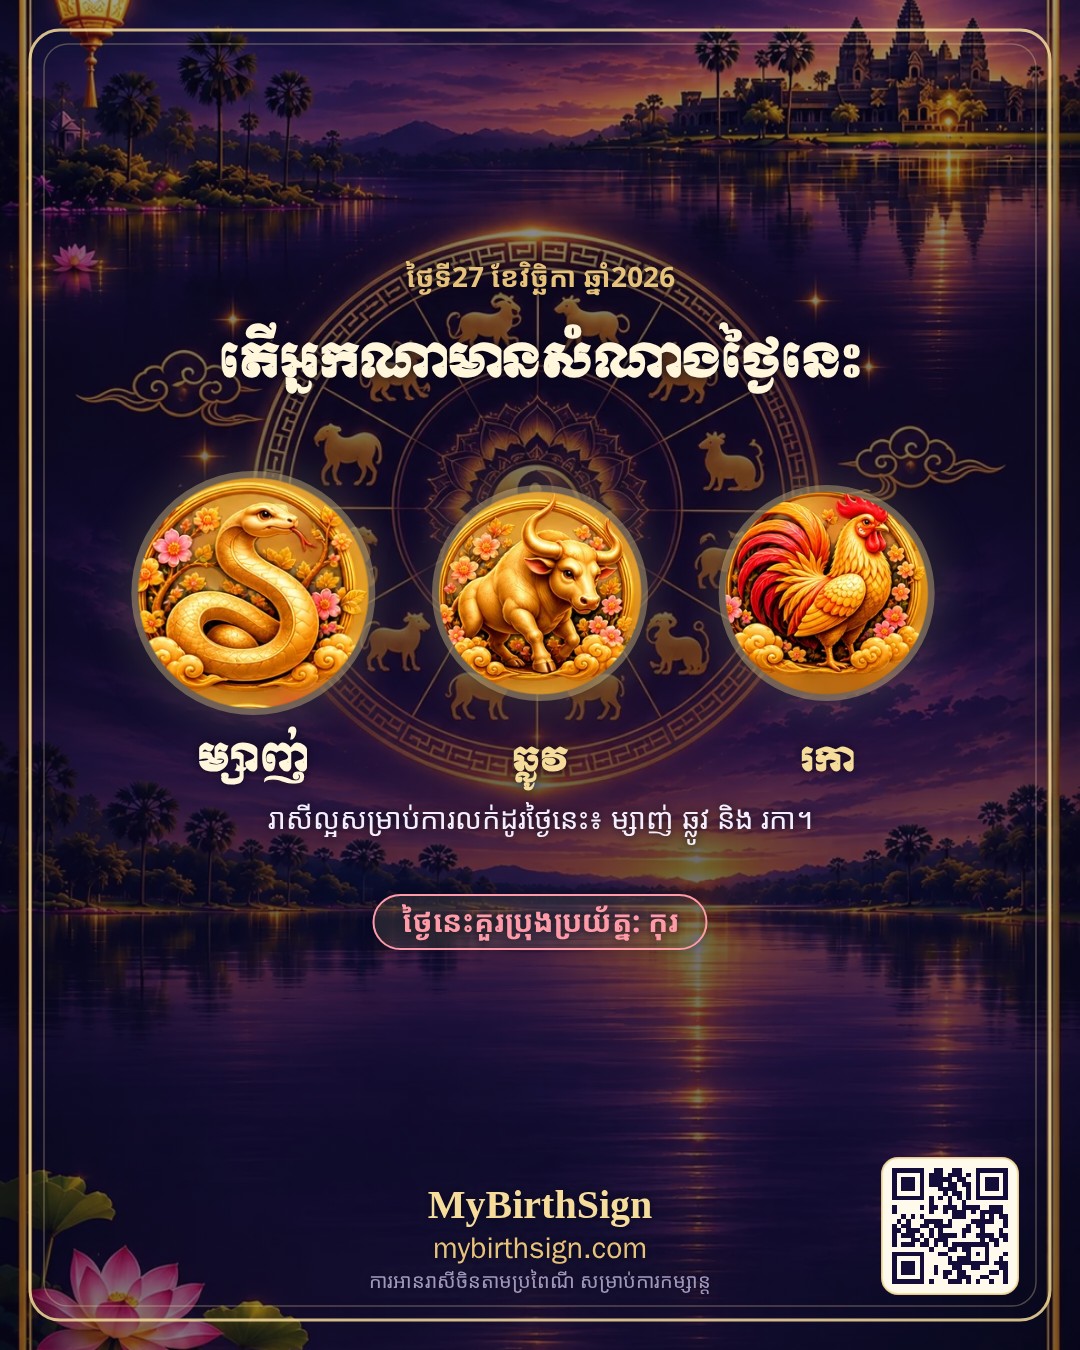 ថ្ងៃទី27 ខែវិច្ឆិកា ឆ្នាំ2026
តើអ្នកណាមានសំណាងថ្ងៃនេះ
ម្សាញ់ ឆ្លូវ រកា
រាសីល្អសម្រាប់ការលក់ដូរថ្ងៃនេះ៖ ម្សាញ់ ឆ្លូវ និង រកា។
ថ្ងៃនេះគួរប្រុងប្រយ័ត្ន: កុរ
MyBirthSign
mybirthsign.com
ការអានរាសីចិនតាមប្រពៃណី សម្រាប់ការកម្សាន្ត